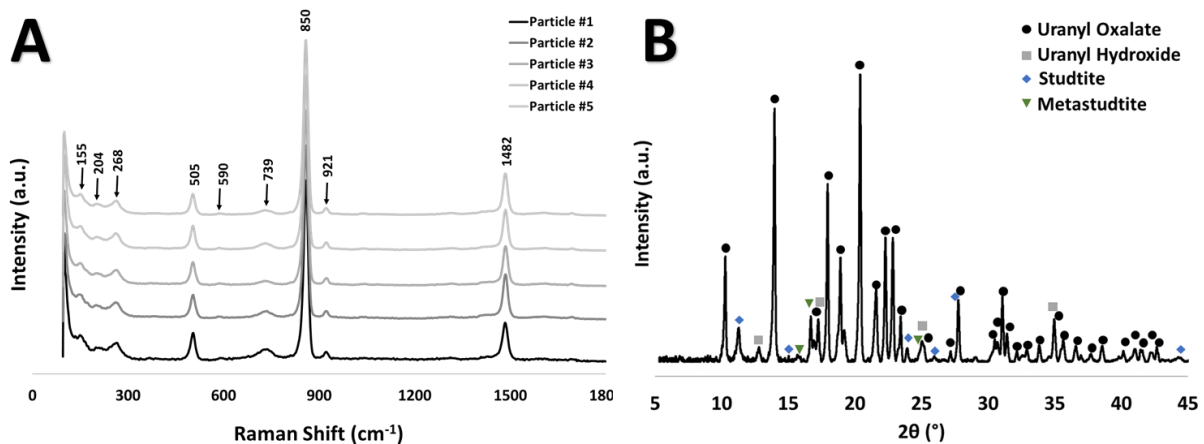 A
Particle #1
Particle #2
Particle #3
Particle #4
Particle #5
155
204
268
505
590
739
850
921
1482
Intensity (a.u.)
0 300 600 900 1200 1500 180
Raman Shift (cm-1)
B
Uranyl Oxalate
Uranyl Hydroxide
Studtite
Metastudtite
Intensity (a.u.)
5 10 15 20 25 30 35 40 45
2θ (°)